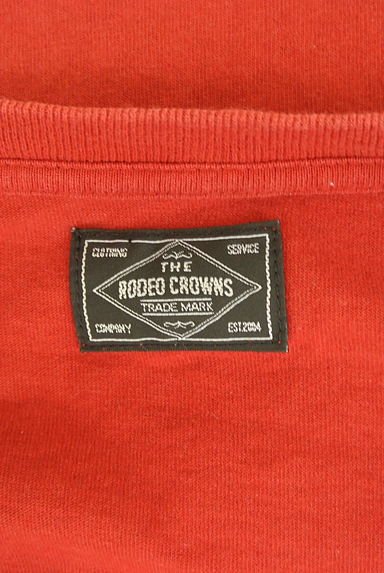 CLOTHING SERVICE
THE
RODEO CROWNS
TRADE MARK
COMPANY EST.2004